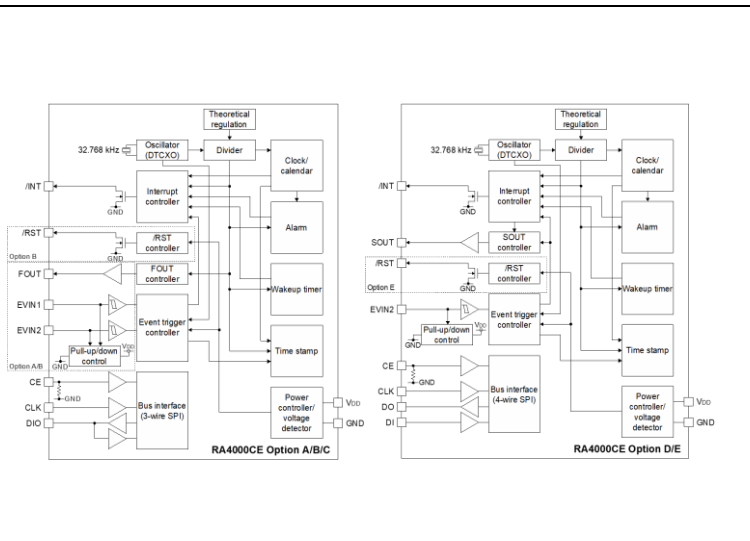 Theoretical
regulation
32.768 kHz
Oscillator
(DTCXO)
Divider
Clock/
calendar
/INT
Interrupt
controller
GND
Alarm
/RST
/RST
controller
GND
Option B
FOUT
FOUT
controller
Wakeup timer
EVIN1
EVIN2
Event trigger
controller
Pull-up/down
control
VDD
GND
Option A/B
Time stamp
CE
GND
CLK
DIO
Bus interface
(3-wire SPI)
Power
controller/
voltage
detector
VDD
GND
RA4000CE Option A/B/C
Theoretical
regulation
32.768 kHz
Oscillator
(DTCXO)
Divider
Clock/
calendar
/INT
Interrupt
controller
GND
Alarm
SOUT
SOUT
controller
/RST
/RST
controller
GND
Option E
Wakeup timer
EVIN2
Event trigger
controller
Pull-up/down
control
VDD
GND
Time stamp
CE
GND
CLK
DO
DI
Bus interface
(4-wire SPI)
Power
controller/
voltage
detector
VDD
GND
RA4000CE Option D/E